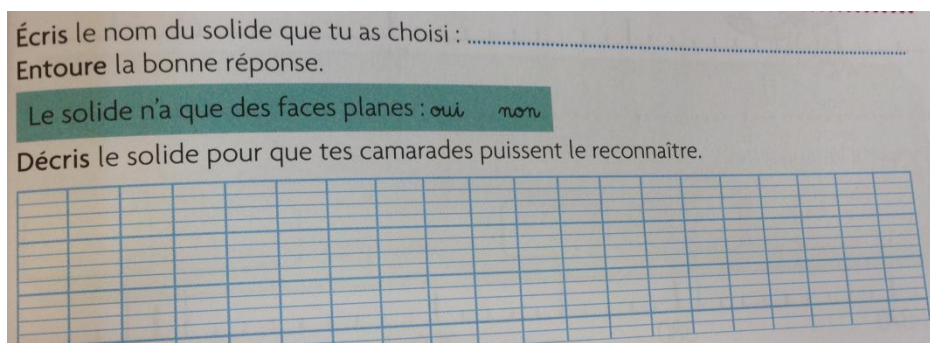 Écris le nom du solide que tu as choisi : ........................................
Entoure la bonne réponse.
Le solide n'a que des faces planes : oui non
Décris le solide pour que tes camarades puissent le reconnaître.